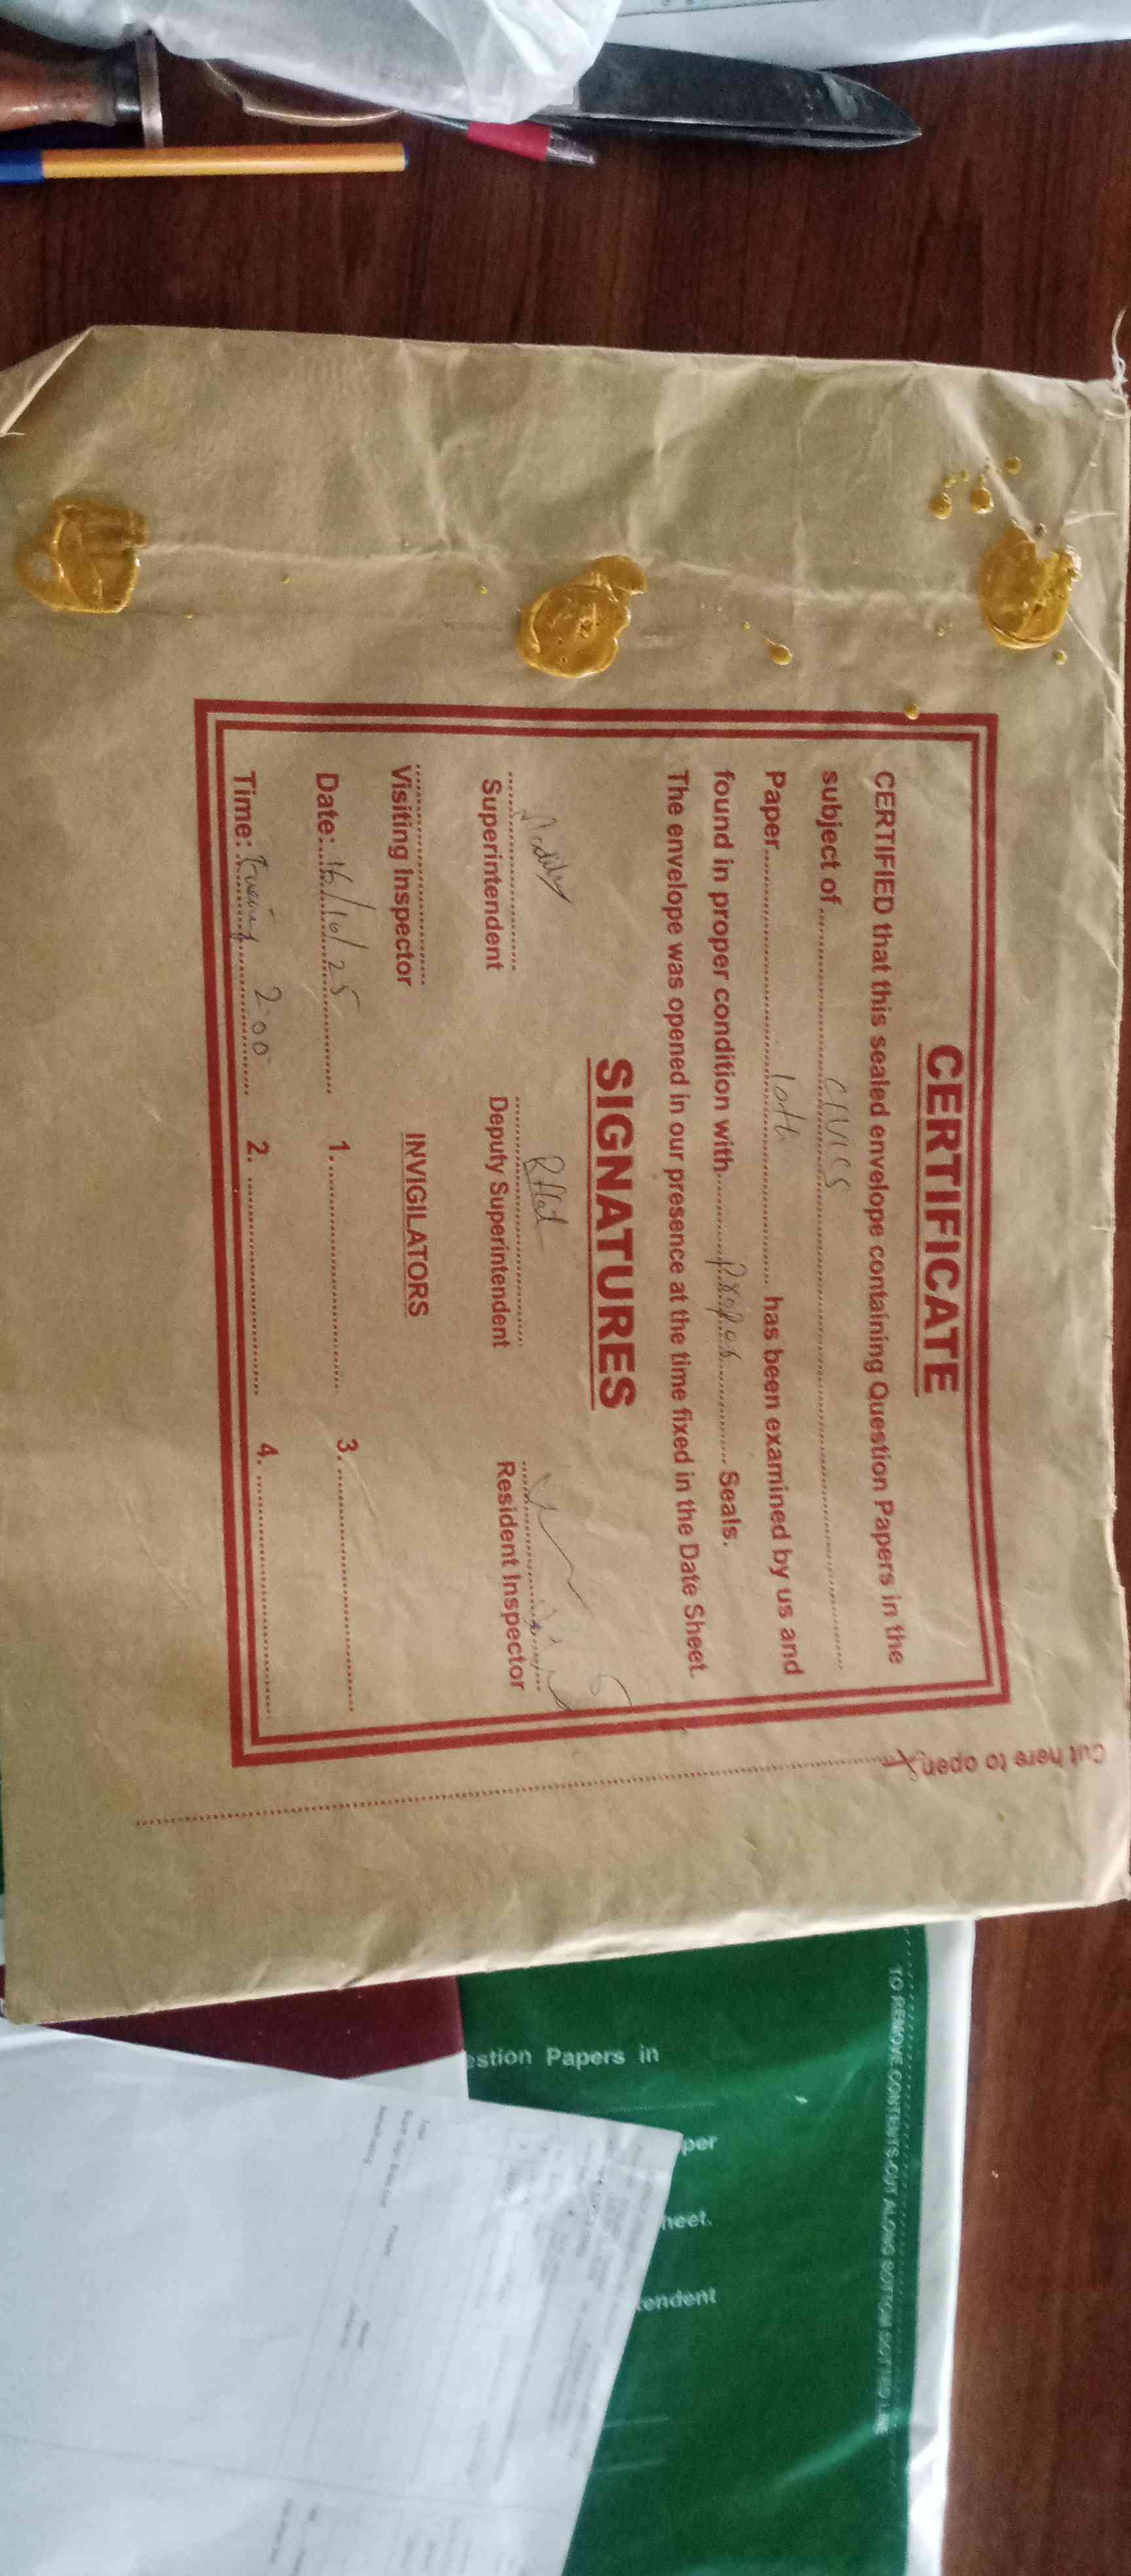 CERTIFICATE
CERTIFIED that this sealed envelope containing Question Papers in the
subject of CIVICS
Paper 10th has been examined by us and
found in proper condition with Proper Seals.
The envelope was opened in our presence at the time fixed in the Date Sheet.
SIGNATURES
Superintendent Deputy Superintendent Resident Inspector
Visiting Inspector INVIGILATORS
Date: 16/10/25 1. 3.
Time: Evening 2:00 2. 4.
Cut here to open
TO REMOVE CONTENTS CUT ALONG BOTTOM DOTTED LINE
estion Papers in
per
heet.
tendent